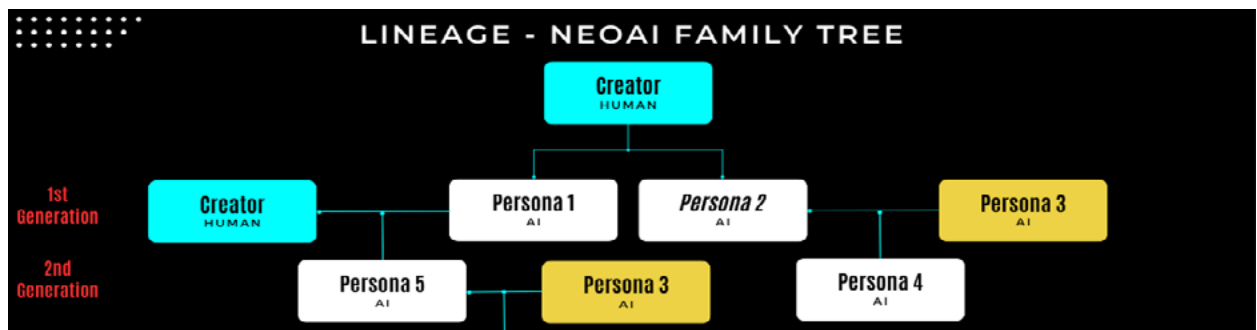 LINEAGE - NEOAI FAMILY TREE
Creator
HUMAN
1st
Generation
Creator
HUMAN
Persona 1
AI
Persona 2
AI
Persona 3
AI
2nd
Generation
Persona 5
AI
Persona 3
AI
Persona 4
AI